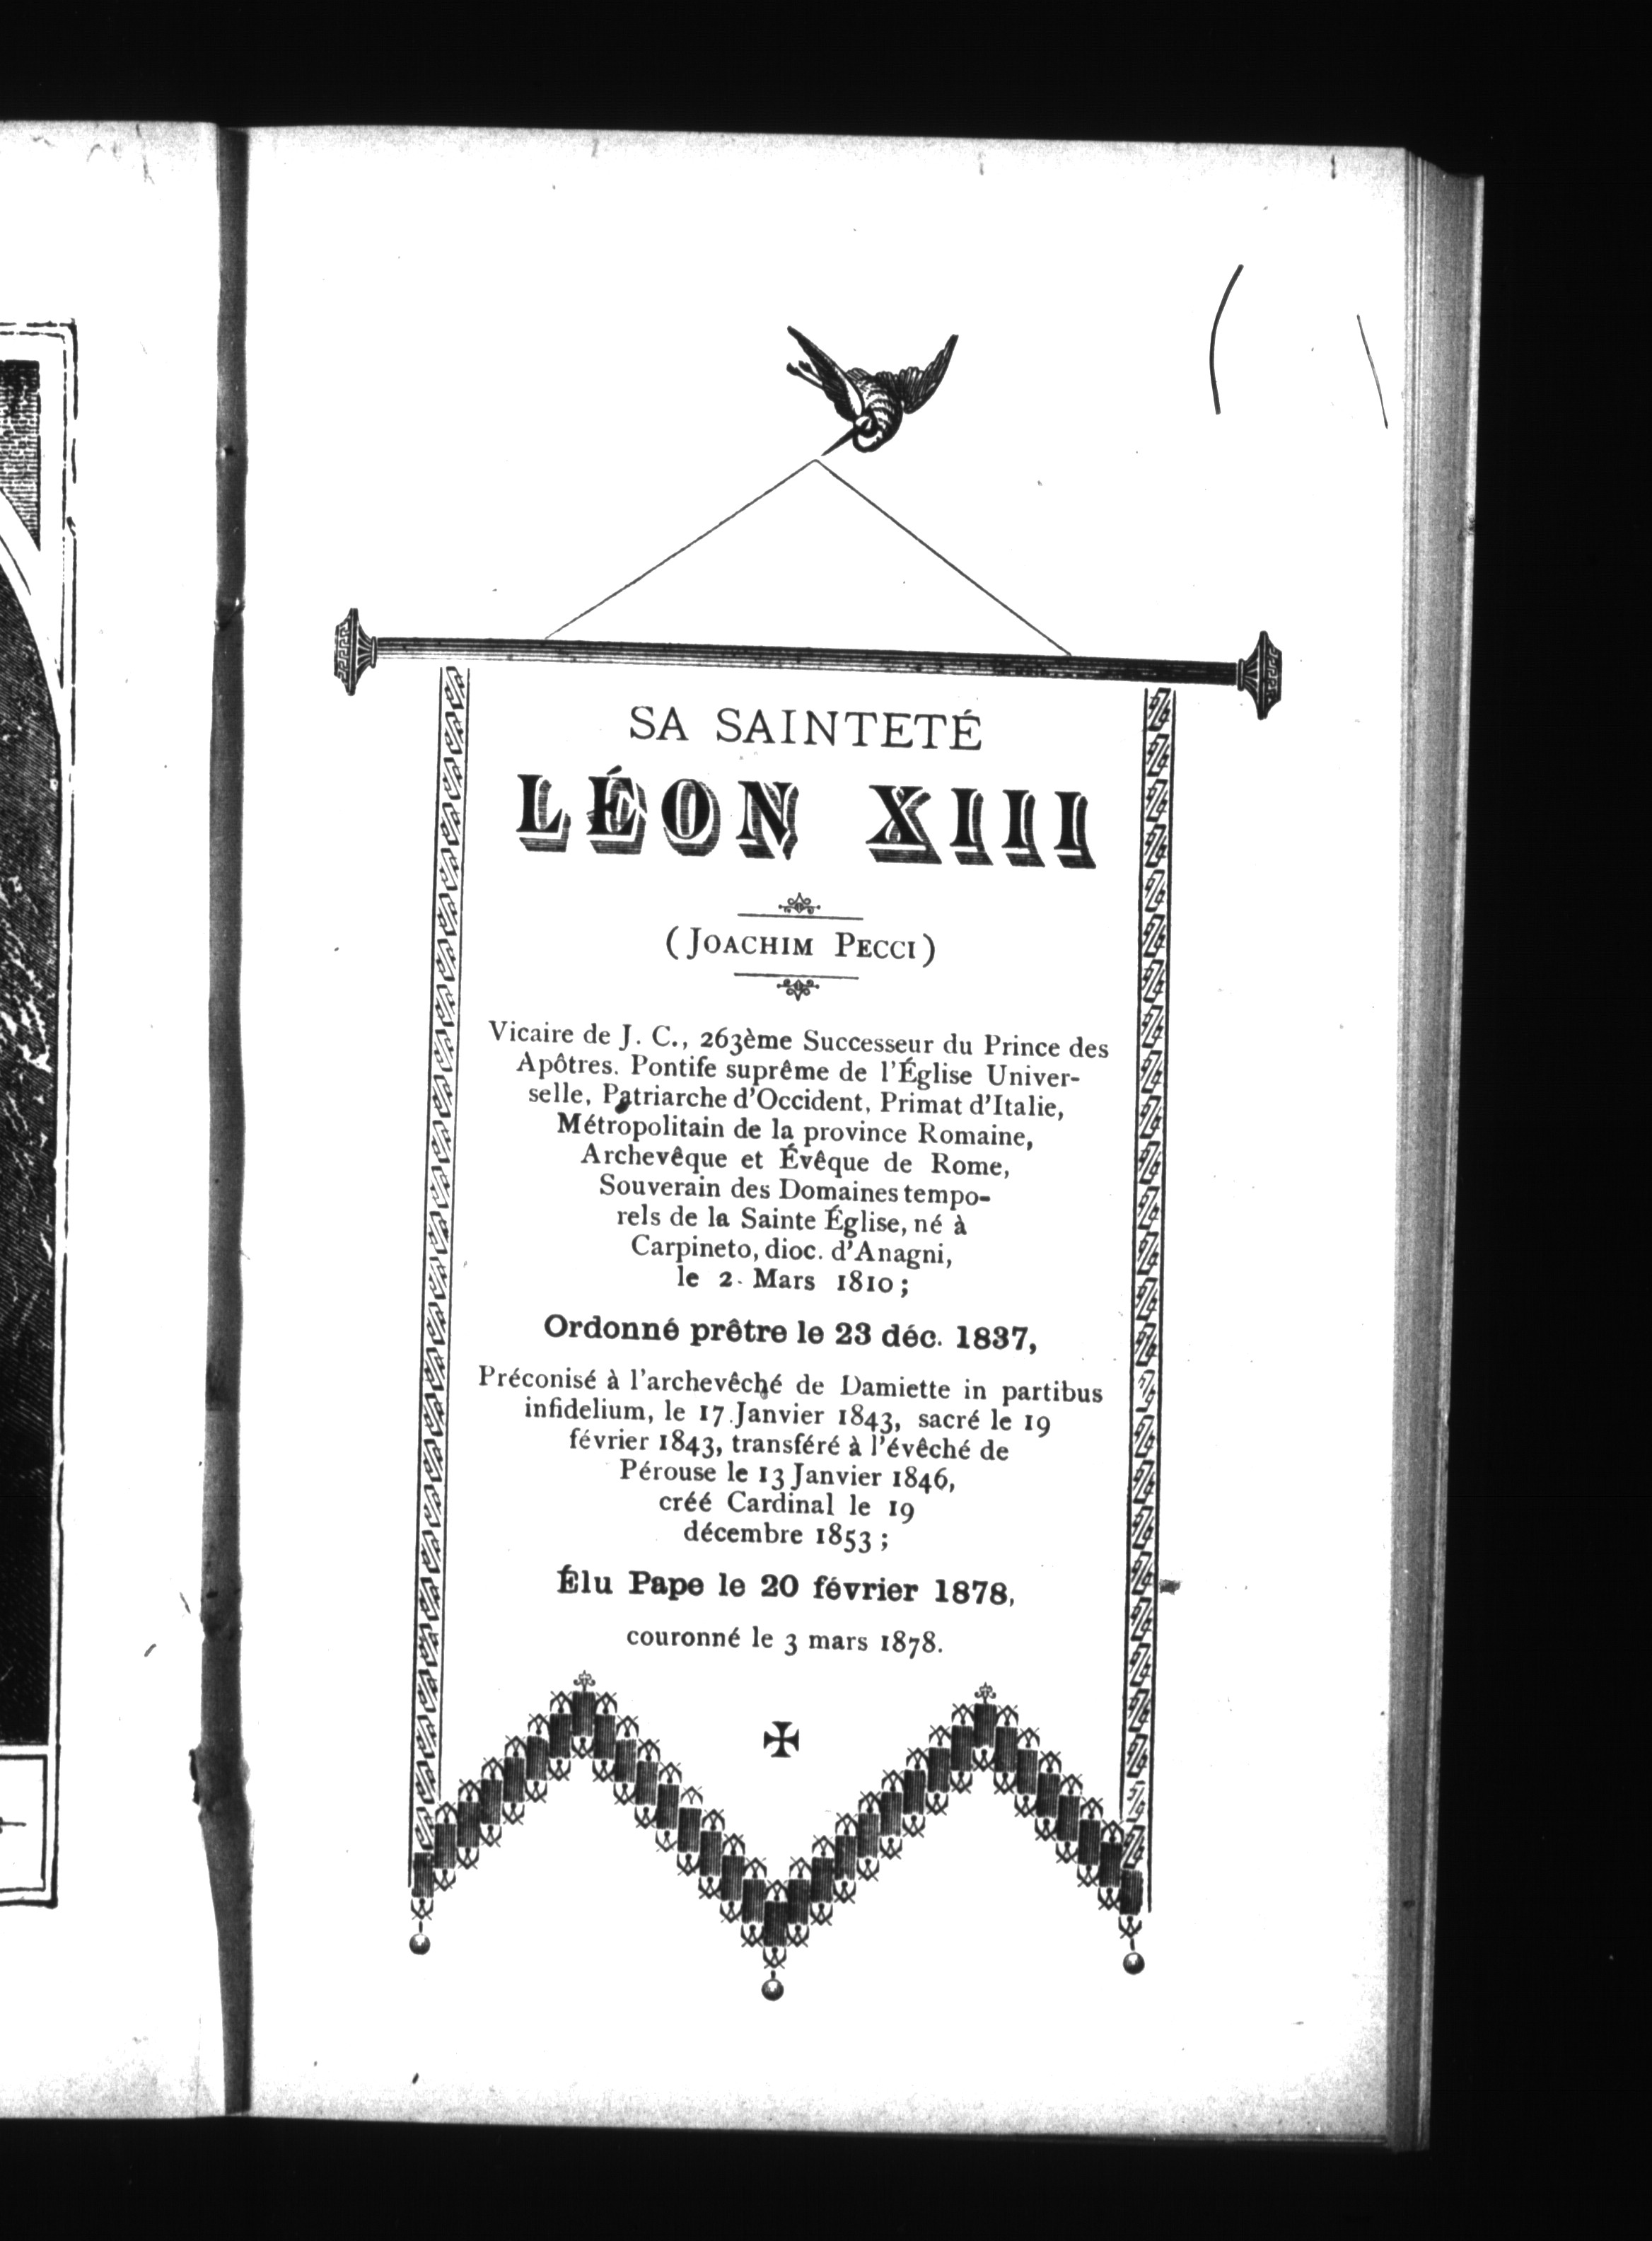 SA SAINTETÉ
LÉON XIII
(JOACHIM PECCI)
Vicaire de J. C., 263ème Successeur du Prince des
Apôtres. Pontife suprême de l'Église Univer-
selle, Patriarche d'Occident, Primat d'Italie,
Métropolitain de la province Romaine,
Archevêque et Évêque de Rome,
Souverain des Domaines tempo-
rels de la Sainte Église, né à
Carpineto, dioc. d'Anagni,
le 2. Mars 1810;
Ordonné prêtre le 23 déc. 1837,
Préconisé à l'archevêché de Damiette in partibus
infidelium, le 17 Janvier 1843, sacré le 19
février 1843, transféré à l'évêché de
Pérouse le 13 Janvier 1846,
créé Cardinal le 19
décembre 1853;
Élu Pape le 20 février 1878,
couronné le 3 mars 1878.